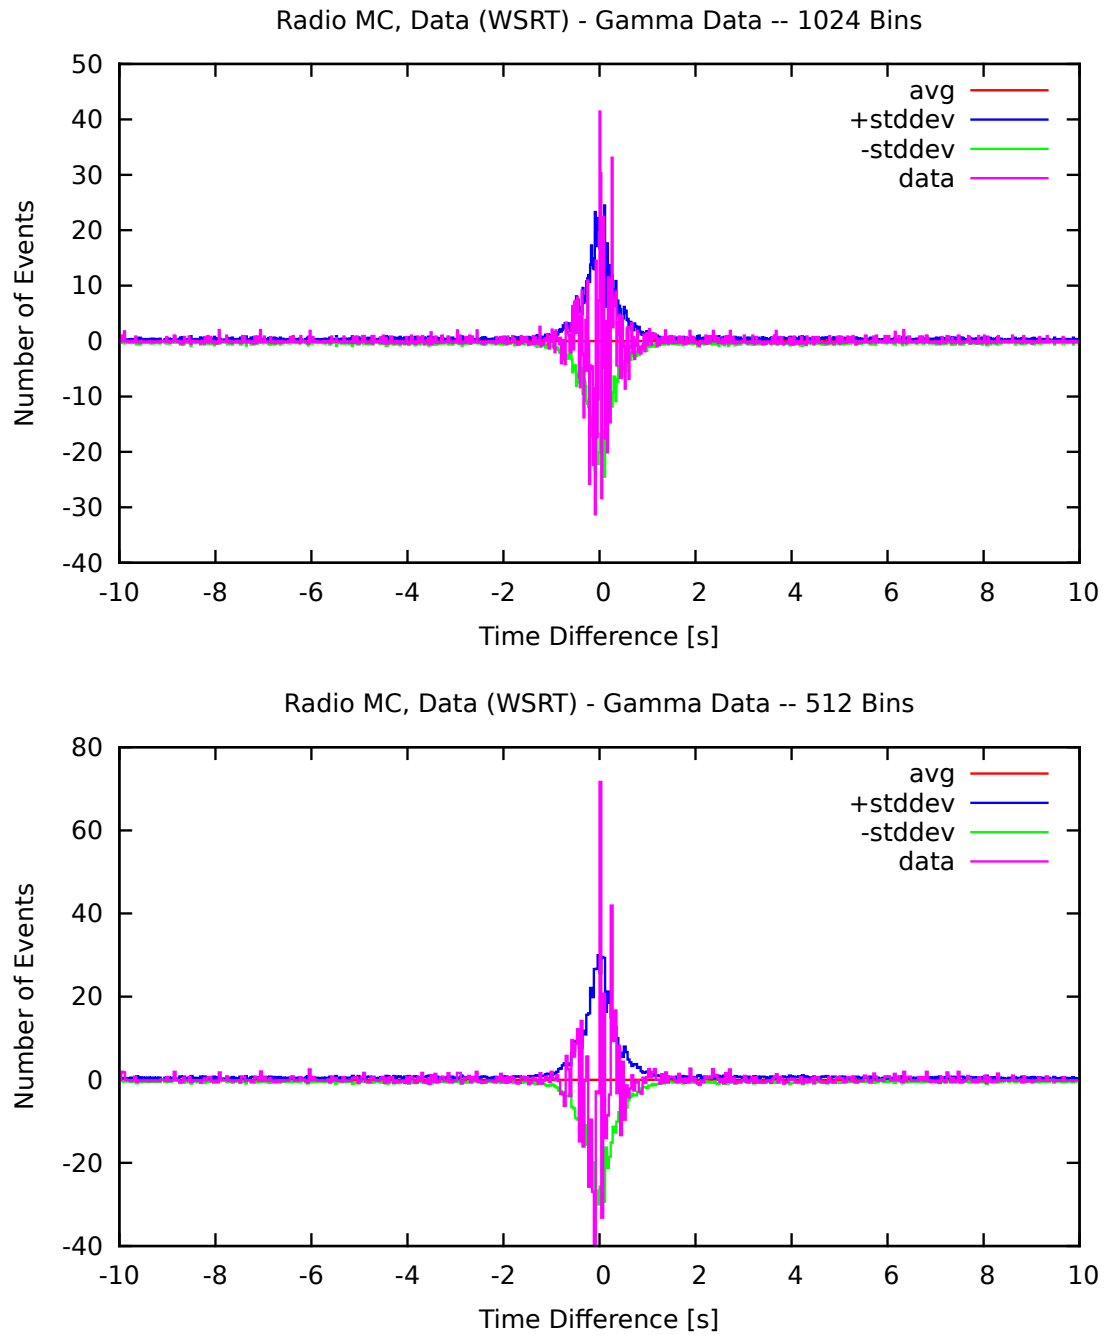 Radio MC, Data (WSRT) - Gamma Data -- 1024 Bins
50
40
30
20
10
0
-10
-20
-30
-40
Number of Events
avg
+stddev
-stddev
data
-10 -8 -6 -4 -2 0 2 4 6 8 10
Time Difference [s]
Radio MC, Data (WSRT) - Gamma Data -- 512 Bins
80
60
40
20
0
-20
-40
Number of Events
avg
+stddev
-stddev
data
-10 -8 -6 -4 -2 0 2 4 6 8 10
Time Difference [s]